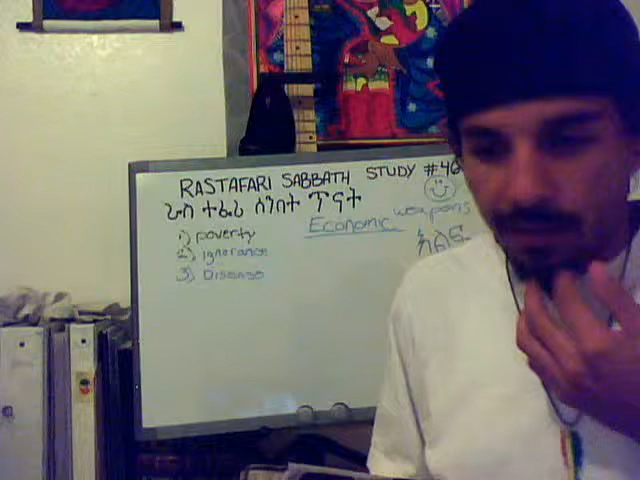 RASTAFARI SABBATH STUDY #46
ራስ ተፈሪ ሰንበት ጥናት
Economic weapons
1) poverty
2) ignorance
3) Disease